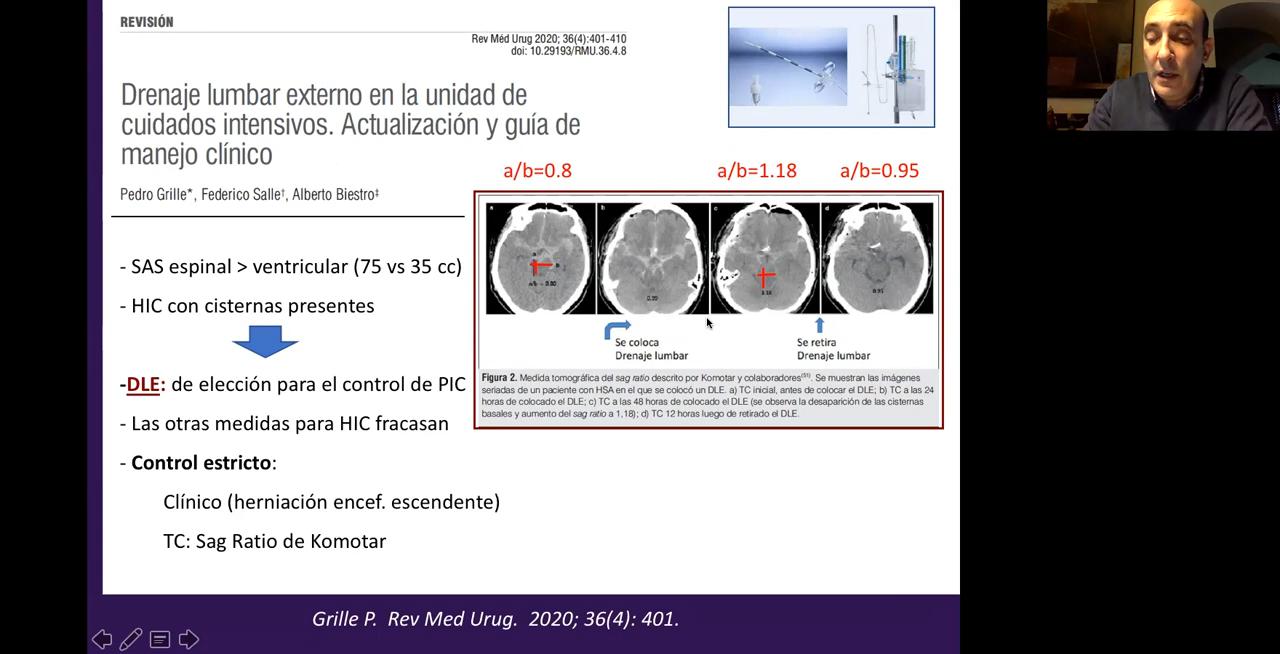 REVISIÓN
Rev Méd Urug 2020; 36(4):401-410
doi: 10.29193/RMU.36.4.8
Drenaje lumbar externo en la unidad de
cuidados intensivos. Actualización y guía de
manejo clínico
Pedro Grille*, Federico Salle†, Alberto Biestro‡
- SAS espinal > ventricular (75 vs 35 cc)
- HIC con cisternas presentes
-DLE: de elección para el control de PIC
- Las otras medidas para HIC fracasan
- Control estricto:
Clínico (herniación encef. escendente)
TC: Sag Ratio de Komotar
a/b=0.8
a/b=1.18
a/b=0.95
a
b
c
d
a
b
a/b = 0.80
1.18
0.95
Se coloca
Drenaje lumbar
Se retira
Drenaje lumbar
Figura 2. Medida tomográfica del sag ratio descrito por Komotar y colaboradores(51). Se muestran las imágenes
seriadas de un paciente con HSA en el que se colocó un DLE. a) TC inicial, antes de colocar el DLE; b) TC a las 24
horas de colocado el DLE; c) TC a las 48 horas de colocado el DLE (se observa la desaparición de las cisternas
basales y aumento del sag ratio a 1,18); d) TC 12 horas luego de retirado el DLE.
Grille P. Rev Med Urug. 2020; 36(4): 401.